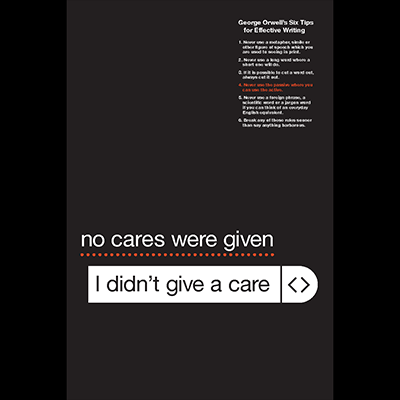 George Orwell's Six Tips
for Effective Writing
1. Never use a metaphor, simile or
other figure of speech which you
are used to seeing in print.
2. Never use a long word where a
short one will do.
3. If it is possible to cut a word out,
always cut it out.
4. Never use the passive where you
can use the active.
5. Never use a foreign phrase, a
scientific word or a jargon word
if you can think of an everyday
English equivalent.
6. Break any of these rules sooner
than say anything barbarous.
no cares were given
I didn't give a care <>